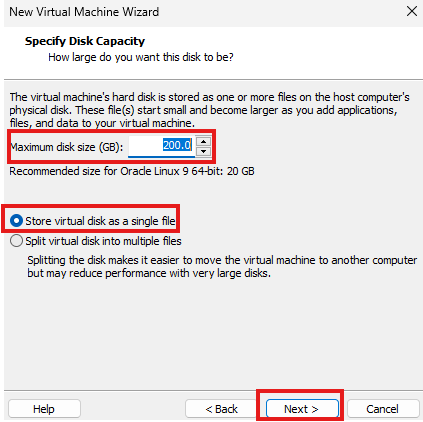 New Virtual Machine Wizard
Specify Disk Capacity
How large do you want this disk to be?
The virtual machine's hard disk is stored as one or more files on the host computer's
physical disk. These file(s) start small and become larger as you add applications,
files, and data to your virtual machine.
Maximum disk size (GB): 200.0
Recommended size for Oracle Linux 9 64-bit: 20 GB
Store virtual disk as a single file
Split virtual disk into multiple files
Splitting the disk makes it easier to move the virtual machine to another computer
but may reduce performance with very large disks.
Help < Back Next > Cancel